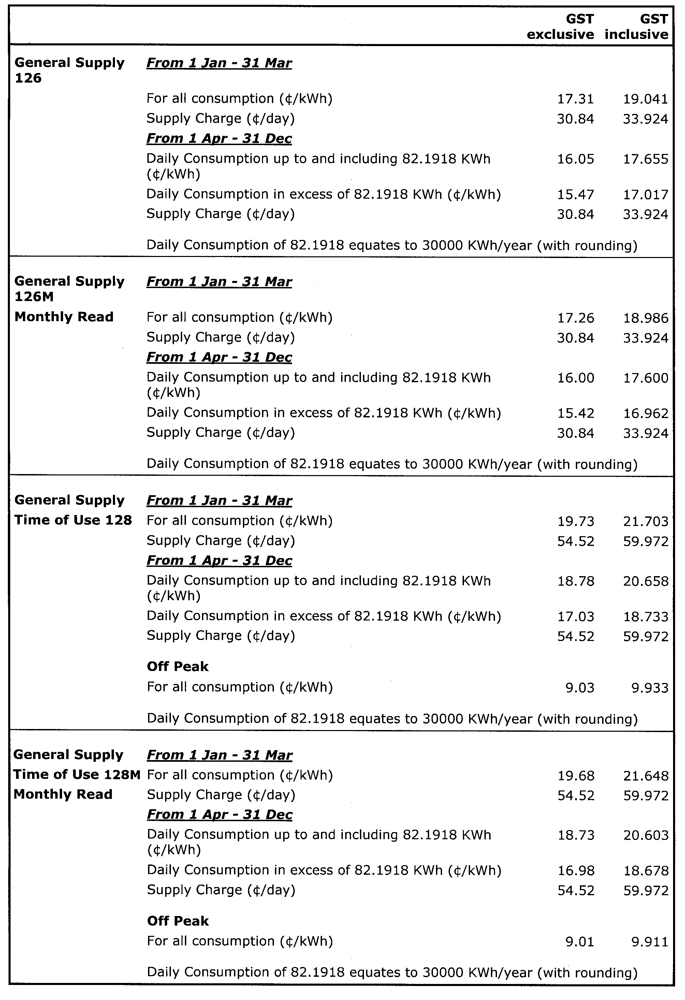 GST GST
exclusive inclusive
General Supply From 1 Jan - 31 Mar
126
For all consumption (¢/kWh) 17.31 19.041
Supply Charge (¢/day) 30.84 33.924
From 1 Apr - 31 Dec
Daily Consumption up to and including 82.1918 KWh 16.05 17.655
(¢/kWh)
Daily Consumption in excess of 82.1918 KWh (¢/kWh) 15.47 17.017
Supply Charge (¢/day) 30.84 33.924
Daily Consumption of 82.1918 equates to 30000 KWh/year (with rounding)
General Supply From 1 Jan - 31 Mar
126M
Monthly Read For all consumption (¢/kWh) 17.26 18.986
Supply Charge (¢/day) 30.84 33.924
From 1 Apr - 31 Dec
Daily Consumption up to and including 82.1918 KWh 16.00 17.600
(¢/kWh)
Daily Consumption in excess of 82.1918 KWh (¢/kWh) 15.42 16.962
Supply Charge (¢/day) 30.84 33.924
Daily Consumption of 82.1918 equates to 30000 KWh/year (with rounding)
General Supply From 1 Jan - 31 Mar
Time of Use 128 For all consumption (¢/kWh) 19.73 21.703
Supply Charge (¢/day) 54.52 59.972
From 1 Apr - 31 Dec
Daily Consumption up to and including 82.1918 KWh 18.78 20.658
(¢/kWh)
Daily Consumption in excess of 82.1918 KWh (¢/kWh) 17.03 18.733
Supply Charge (¢/day) 54.52 59.972
Off Peak
For all consumption (¢/kWh) 9.03 9.933
Daily Consumption of 82.1918 equates to 30000 KWh/year (with rounding)
General Supply From 1 Jan - 31 Mar
Time of Use 128M For all consumption (¢/kWh) 19.68 21.648
Monthly Read Supply Charge (¢/day) 54.52 59.972
From 1 Apr - 31 Dec
Daily Consumption up to and including 82.1918 KWh 18.73 20.603
(¢/kWh)
Daily Consumption in excess of 82.1918 KWh (¢/kWh) 16.98 18.678
Supply Charge (¢/day) 54.52 59.972
Off Peak
For all consumption (¢/kWh) 9.01 9.911
Daily Consumption of 82.1918 equates to 30000 KWh/year (with rounding)